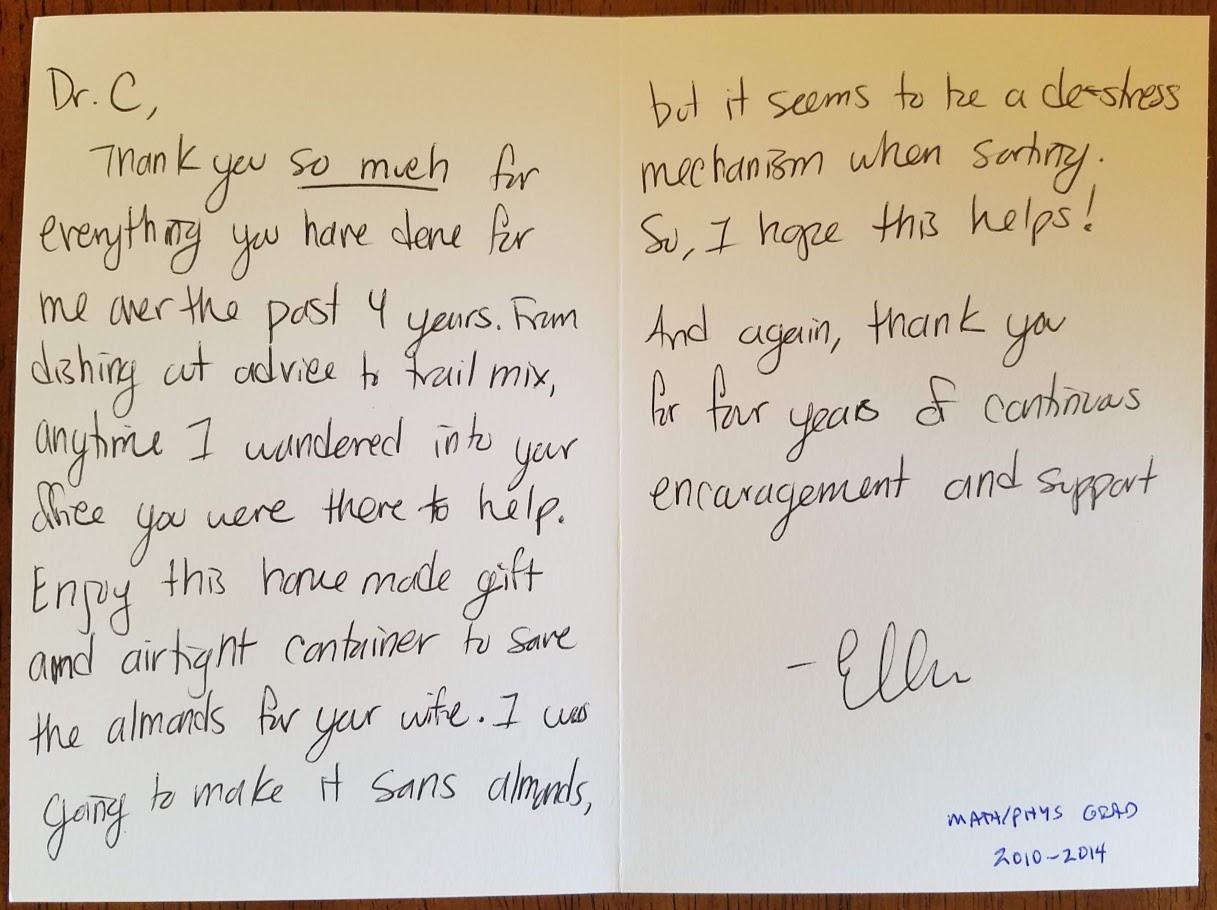 Dr. C,
Thank you so much for
everything you have done for
me over the past 4 years. From
dishing out advice to trail mix,
anytime I wandered into your
office you were there to help.
Enjoy this home made gift
and airtight container to save
the almonds for your wife. I was
going to make it sans almonds,
but it seems to be a de-stress
mechanism when sorting.
So, I hope this helps!
And again, thank you
for four years of continuous
encouragement and support
- Ellen
MATH/PHYS GRAD
2010-2014